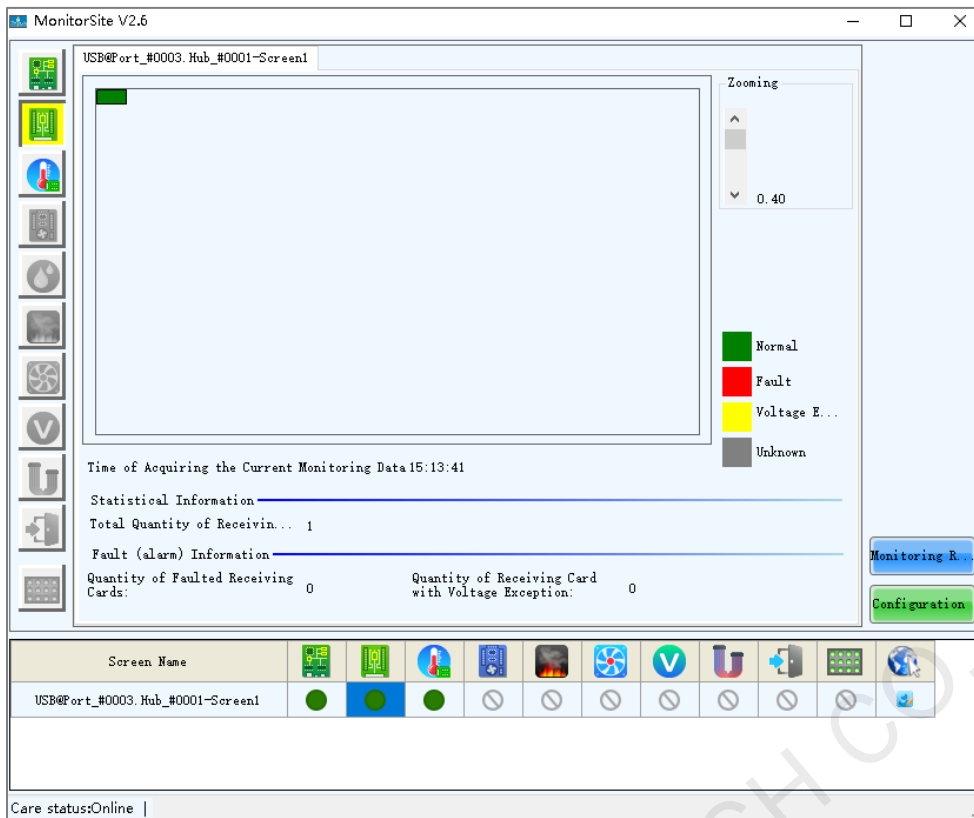 MonitorSite V2.6
USB@Port_#0003.Hub_#0001-Screen1
Zooming
0.40
Normal
Fault
Voltage E...
Unknown
Time of Acquiring the Current Monitoring Data 15:13:41
Statistical Information
Total Quantity of Receivin... 1
Fault (alarm) Information
Quantity of Faulted Receiving
Cards: 0
Quantity of Receiving Card
with Voltage Exception: 0
Monitoring R...
Configuration
Screen Name
USB@Port_#0003.Hub_#0001-Screen1
Care status:Online |
CH CO.